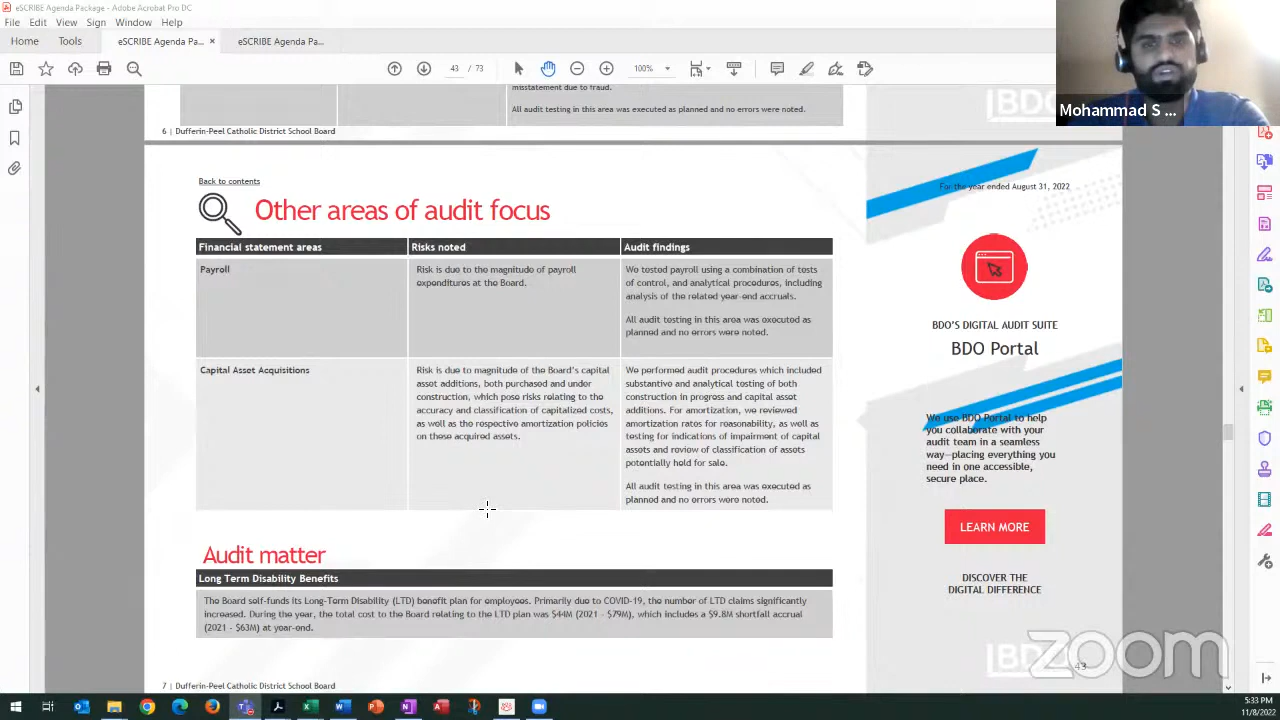 eSCRIBE Agenda Package - Adobe Acrobat Pro DC
File Edit View Sign Window Help
Home Tools eSCRIBE Agenda Pa... × eSCRIBE Agenda Pa...
43 / 73 100%
Mohammad S ...
misstatement due to fraud.
All audit testing in this area was executed as planned and no errors were noted.
BDO
6 | Dufferin-Peel Catholic District School Board
Back to contents
For the year ended August 31, 2022
Other areas of audit focus
Financial statement areas Risks noted Audit findings
Payroll
Risk is due to the magnitude of payroll
expenditures at the Board.
We tested payroll using a combination of tests
of control, and analytical procedures, including
analysis of the related year-end accruals.
All audit testing in this area was executed as
planned and no errors were noted.
Capital Asset Acquisitions
Risk is due to magnitude of the Board's capital
asset additions, both purchased and under
construction, which pose risks relating to the
accuracy and classification of capitalized costs,
as well as the respective amortization policies
on these acquired assets.
We performed audit procedures which included
substantive and analytical testing of both
construction in progress and capital asset
additions. For amortization, we reviewed
amortization rates for reasonability, as well as
testing for indications of impairment of capital
assets and review of classification of assets
potentially held for sale.
All audit testing in this area was executed as
planned and no errors were noted.
Audit matter
Long Term Disability Benefits
The Board self-funds its Long-Term Disability (LTD) benefit plan for employees. Primarily due to COVID-19, the number of LTD claims significantly
increased. During the year, the total cost to the Board relating to the LTD plan was $44M (2021 - $79M), which includes a $9.8M shortfall accrual
(2021 - $63M) at year-end.
BDO'S DIGITAL AUDIT SUITE
BDO Portal
We use BDO Portal to help
you collaborate with your
audit team in a seamless
way—placing everything you
need in one accessible,
secure place.
LEARN MORE
DISCOVER THE
DIGITAL DIFFERENCE
BDO
zoom
43
7 | Dufferin-Peel Catholic District School Board
5:33 PM
11/8/2022